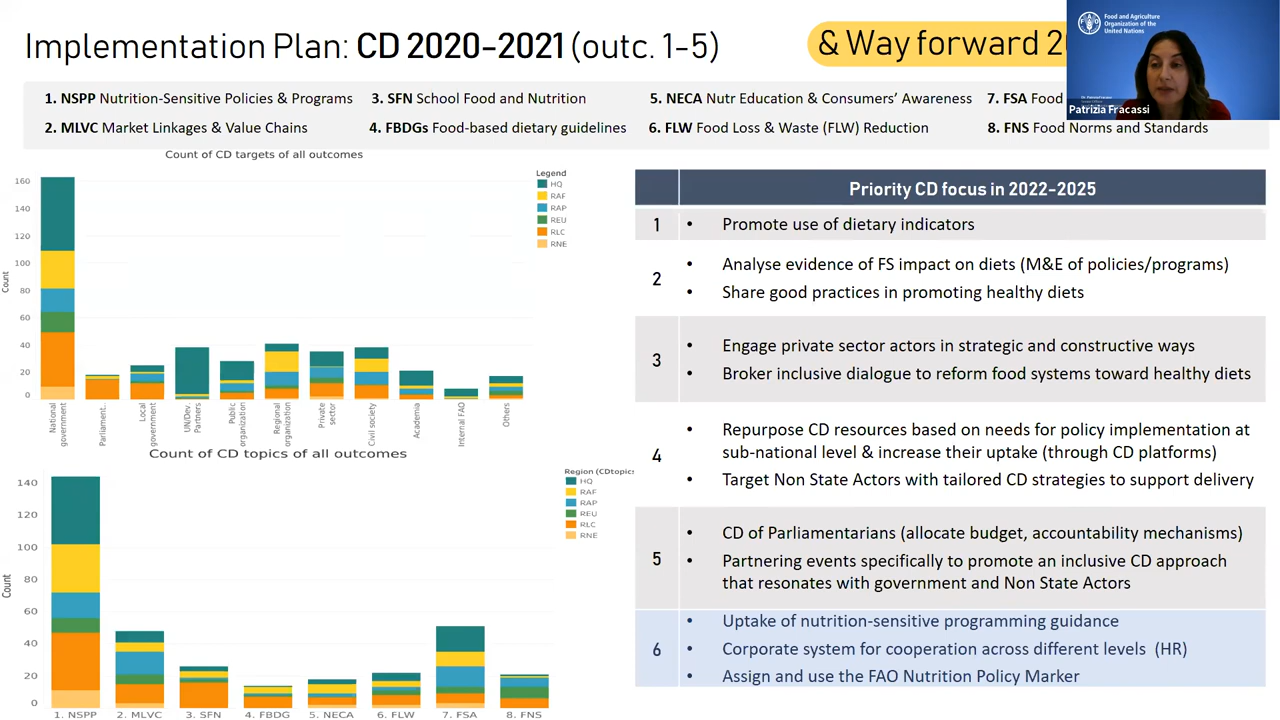 Implementation Plan: CD 2020-2021 (outc. 1-5)
& Way forward 2
Food and Agriculture
Organization of the
United Nations
Patrizia Fracassi
1. NSPP Nutrition-Sensitive Policies & Programs
3. SFN School Food and Nutrition
5. NECA Nutr Education & Consumers' Awareness
7. FSA Food
2. MLVC Market Linkages & Value Chains
4. FBDGs Food-based dietary guidelines
6. FLW Food Loss & Waste (FLW) Reduction
8. FNS Food Norms and Standards
Count of CD targets of all outcomes
Count
160
140
120
100
80
60
40
20
0
National government
Parliament.
Local government
UN/Dev. Partners
Public organization
Regional organization
Private sector
Civil society
Academia
Internal FAO
Others
Legend
HQ
RAF
RAP
REU
RLC
RNE
Count of CD topics of all outcomes
Count
140
120
100
80
60
40
20
0
1. NSPP
2. MLVC
3. SFN
4. FBDG
5. NECA
6. FLW
7. FSA
8. FNS
Region (CDtopics
HQ
RAF
RAP
REU
RLC
RNE
Priority CD focus in 2022-2025
1
• Promote use of dietary indicators
2
• Analyse evidence of FS impact on diets (M&E of policies/programs)
• Share good practices in promoting healthy diets
3
• Engage private sector actors in strategic and constructive ways
• Broker inclusive dialogue to reform food systems toward healthy diets
4
• Repurpose CD resources based on needs for policy implementation at
sub-national level & increase their uptake (through CD platforms)
• Target Non State Actors with tailored CD strategies to support delivery
5
• CD of Parliamentarians (allocate budget, accountability mechanisms)
• Partnering events specifically to promote an inclusive CD approach
that resonates with government and Non State Actors
6
• Uptake of nutrition-sensitive programming guidance
• Corporate system for cooperation across different levels (HR)
• Assign and use the FAO Nutrition Policy Marker